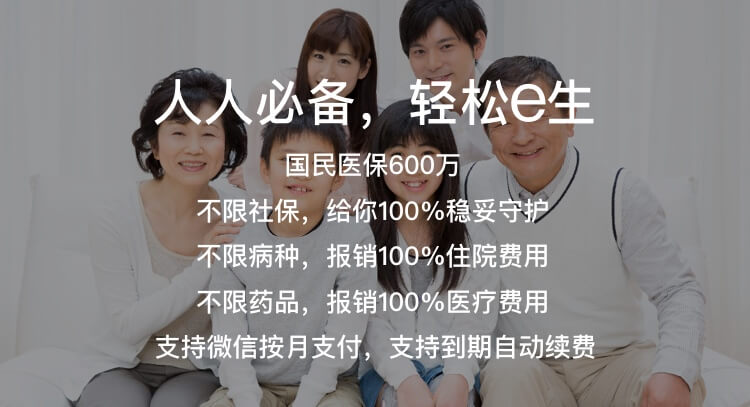 人人必备，轻松e生
国民医保600万
不限社保，给你100%稳妥守护
不限病种，报销100%住院费用
不限药品，报销100%医疗费用
支持微信按月支付，支持到期自动续费